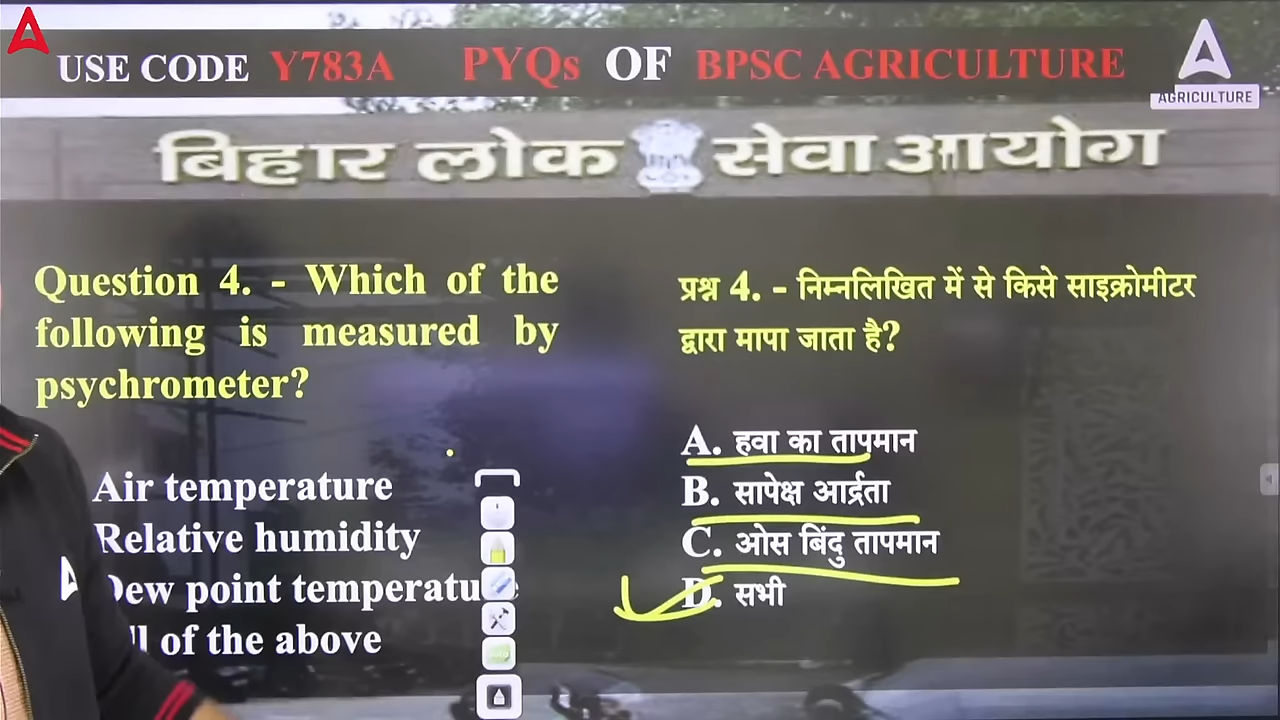 USE CODE Y783A PYQs OF BPSC AGRICULTURE
AGRICULTURE
बिहार लोक सेवा आयोग
Question 4. - Which of the
following is measured by
psychrometer?
Air temperature
Relative humidity
Dew point temperatu
of the above
प्रश्न 4. - निम्नलिखित में से किसे साइक्रोमीटर
द्वारा मापा जाता है?
A. हवा का तापमान
B. सापेक्ष आर्द्रता
C. ओस बिंदु तापमान
D. सभी